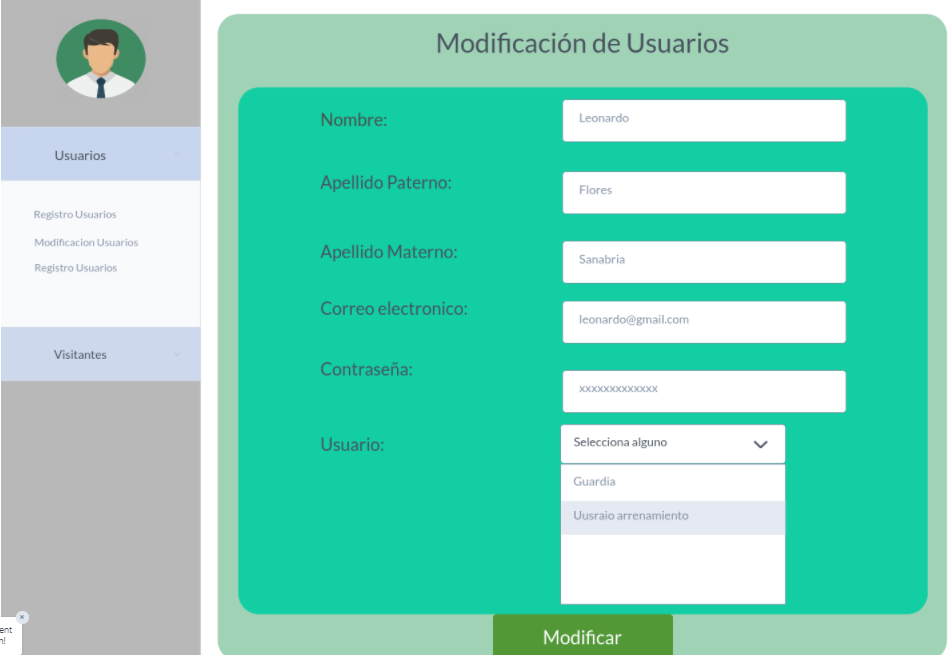 Modificación de Usuarios
Usuarios
Registro Usuarios
Modificacion Usuarios
Registro Usuarios
Visitantes
Nombre:
Leonardo
Apellido Paterno:
Flores
Apellido Materno:
Sanabria
Correo electronico:
leonardo@gmail.com
Contraseña:
xxxxxxxxxxxxx
Usuario:
Selecciona alguno
Guardia
Uusraio arrenamiento
Modificar